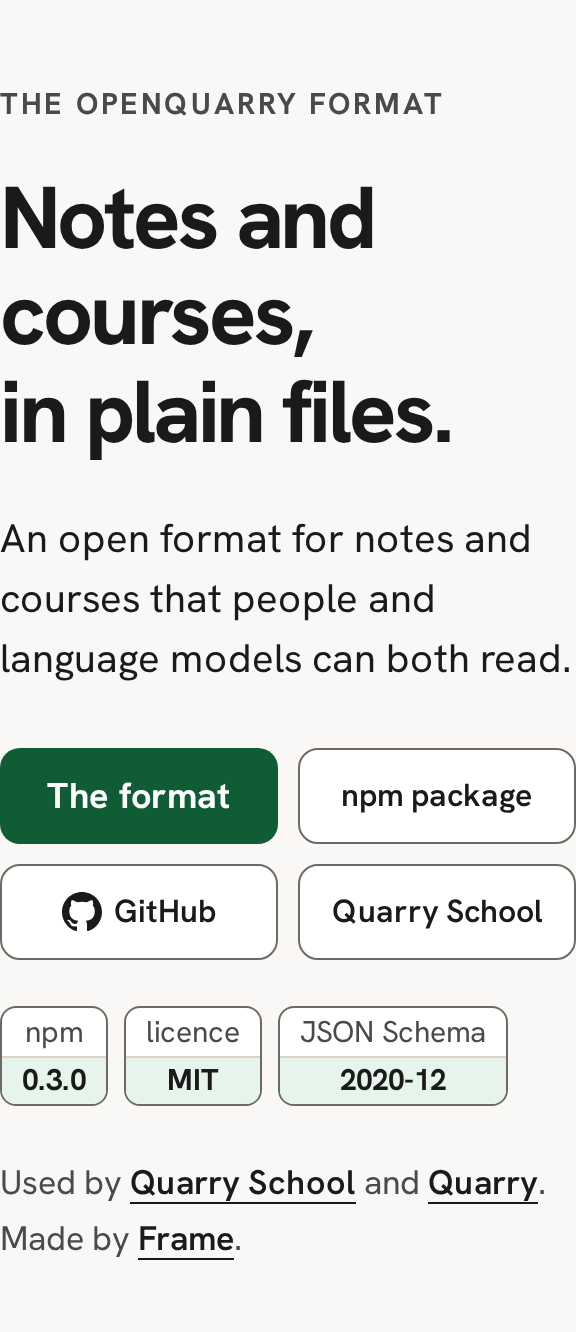 THE OPENQUARRY FORMAT
Notes and
courses,
in plain files.
An open format for notes and
courses that people and
language models can both read.
The format
npm package
GitHub
Quarry School
npm
licence
JSON Schema
0.3.0
MIT
2020-12
Used by Quarry School and Quarry.
Made by Frame.